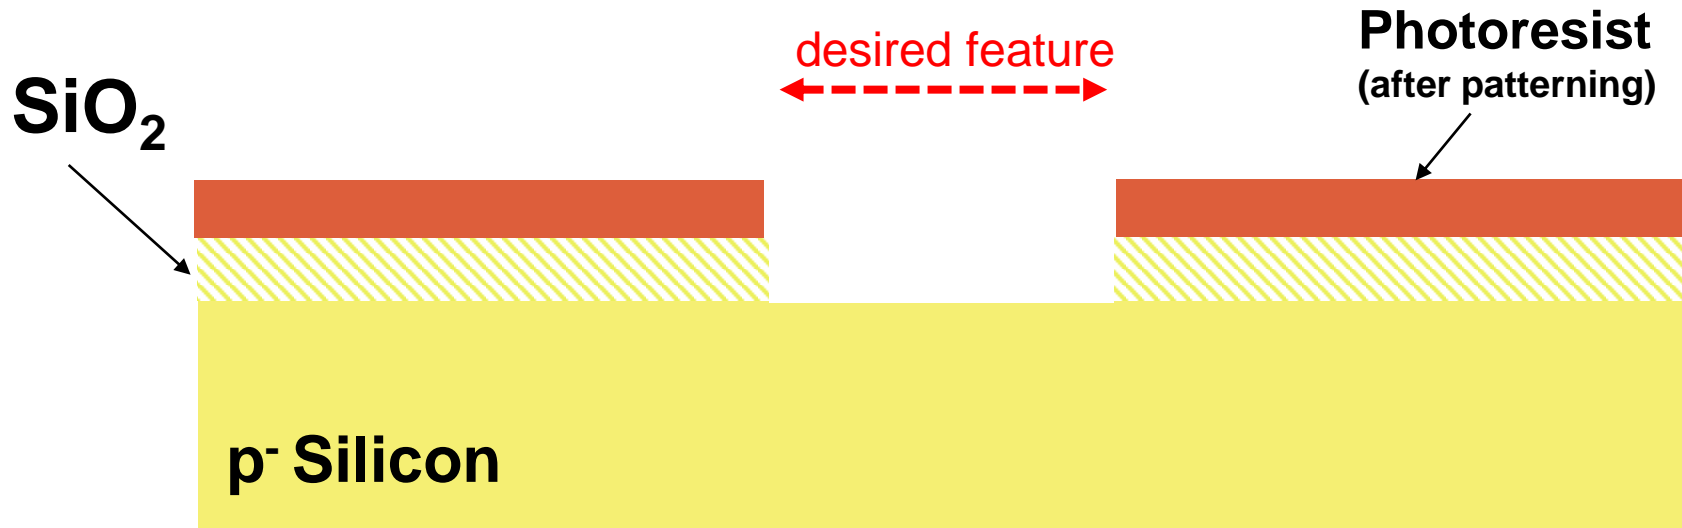 desired feature
Photoresist
(after patterning)
SiO₂
p⁻ Silicon